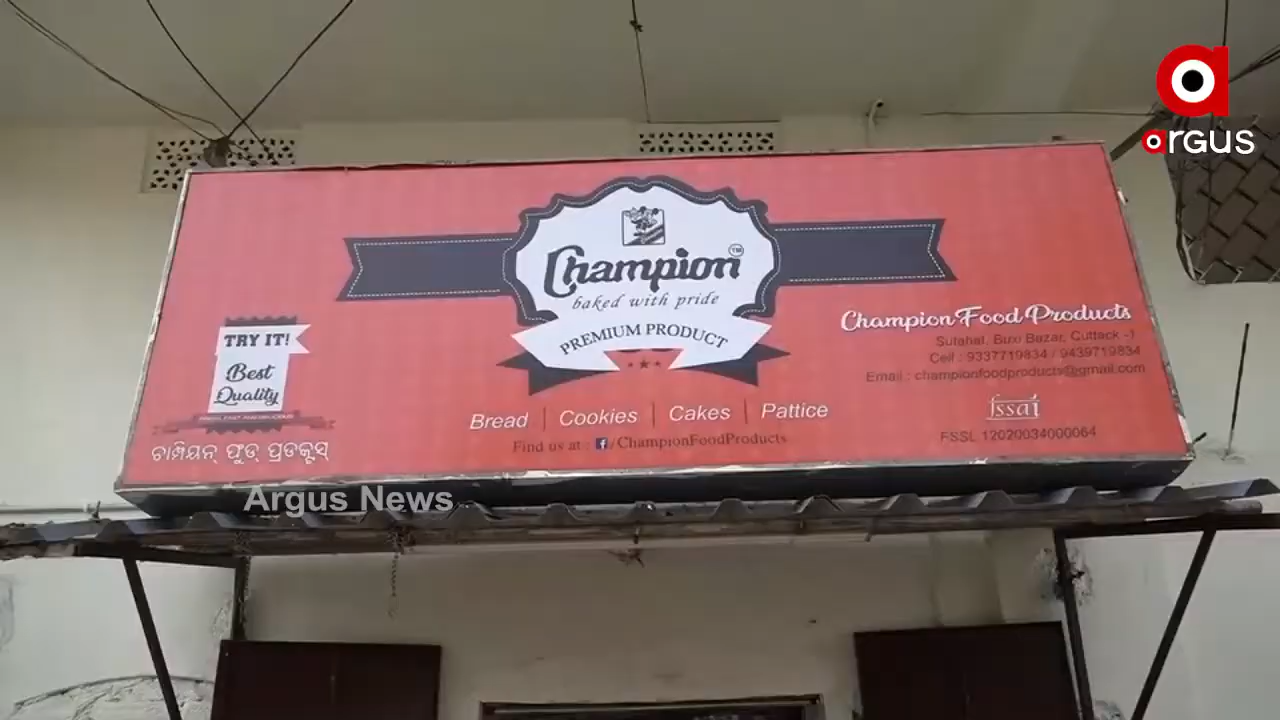 argus
Champion TM
baked with pride
PREMIUM PRODUCT
TRY IT!
Best
Quality
ଚାମ୍ପିୟନ୍ ଫୁଡ୍ ପ୍ରଡକ୍ଟସ୍
Bread | Cookies | Cakes | Pattice
Find us at : f /ChampionFoodProducts
Champion Food Products
Sutahat, Buxi Bazar, Cuttack -1
Cell : 9337719834 / 9439719834
Email : championfoodproducts@gmail.com
fssai
FSSL 12020034000064
Argus News